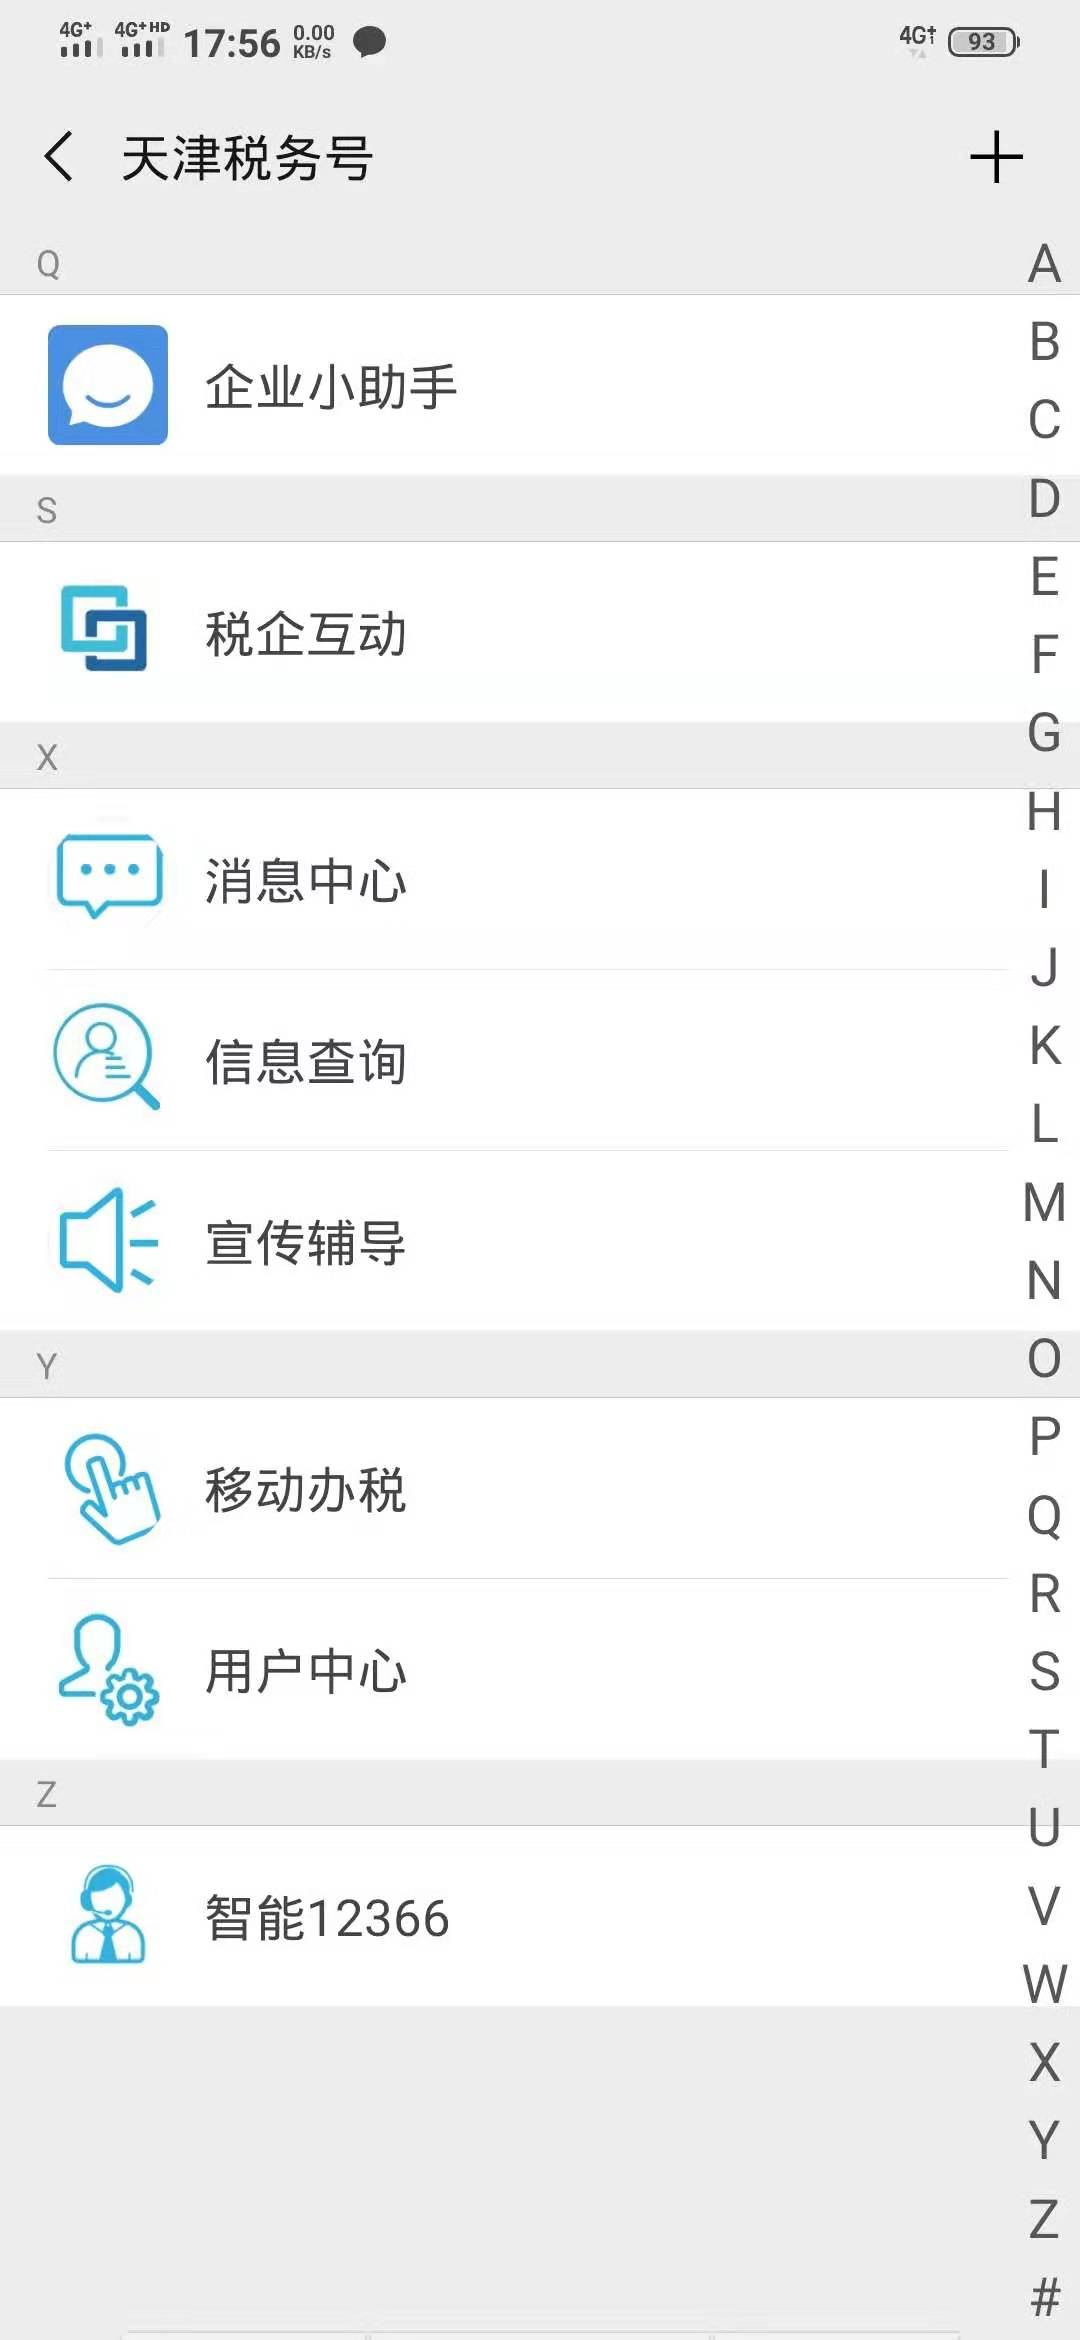 4G+ 4G+HD 17:56 0.00 KB/s 4G+ 93
天津税务号
Q
企业小助手
S
税企互动
X
消息中心
信息查询
宣传辅导
Y
移动办税
用户中心
Z
智能12366
A
B
C
D
E
F
G
H
I
J
K
L
M
N
O
P
Q
R
S
T
U
V
W
X
Y
Z
#